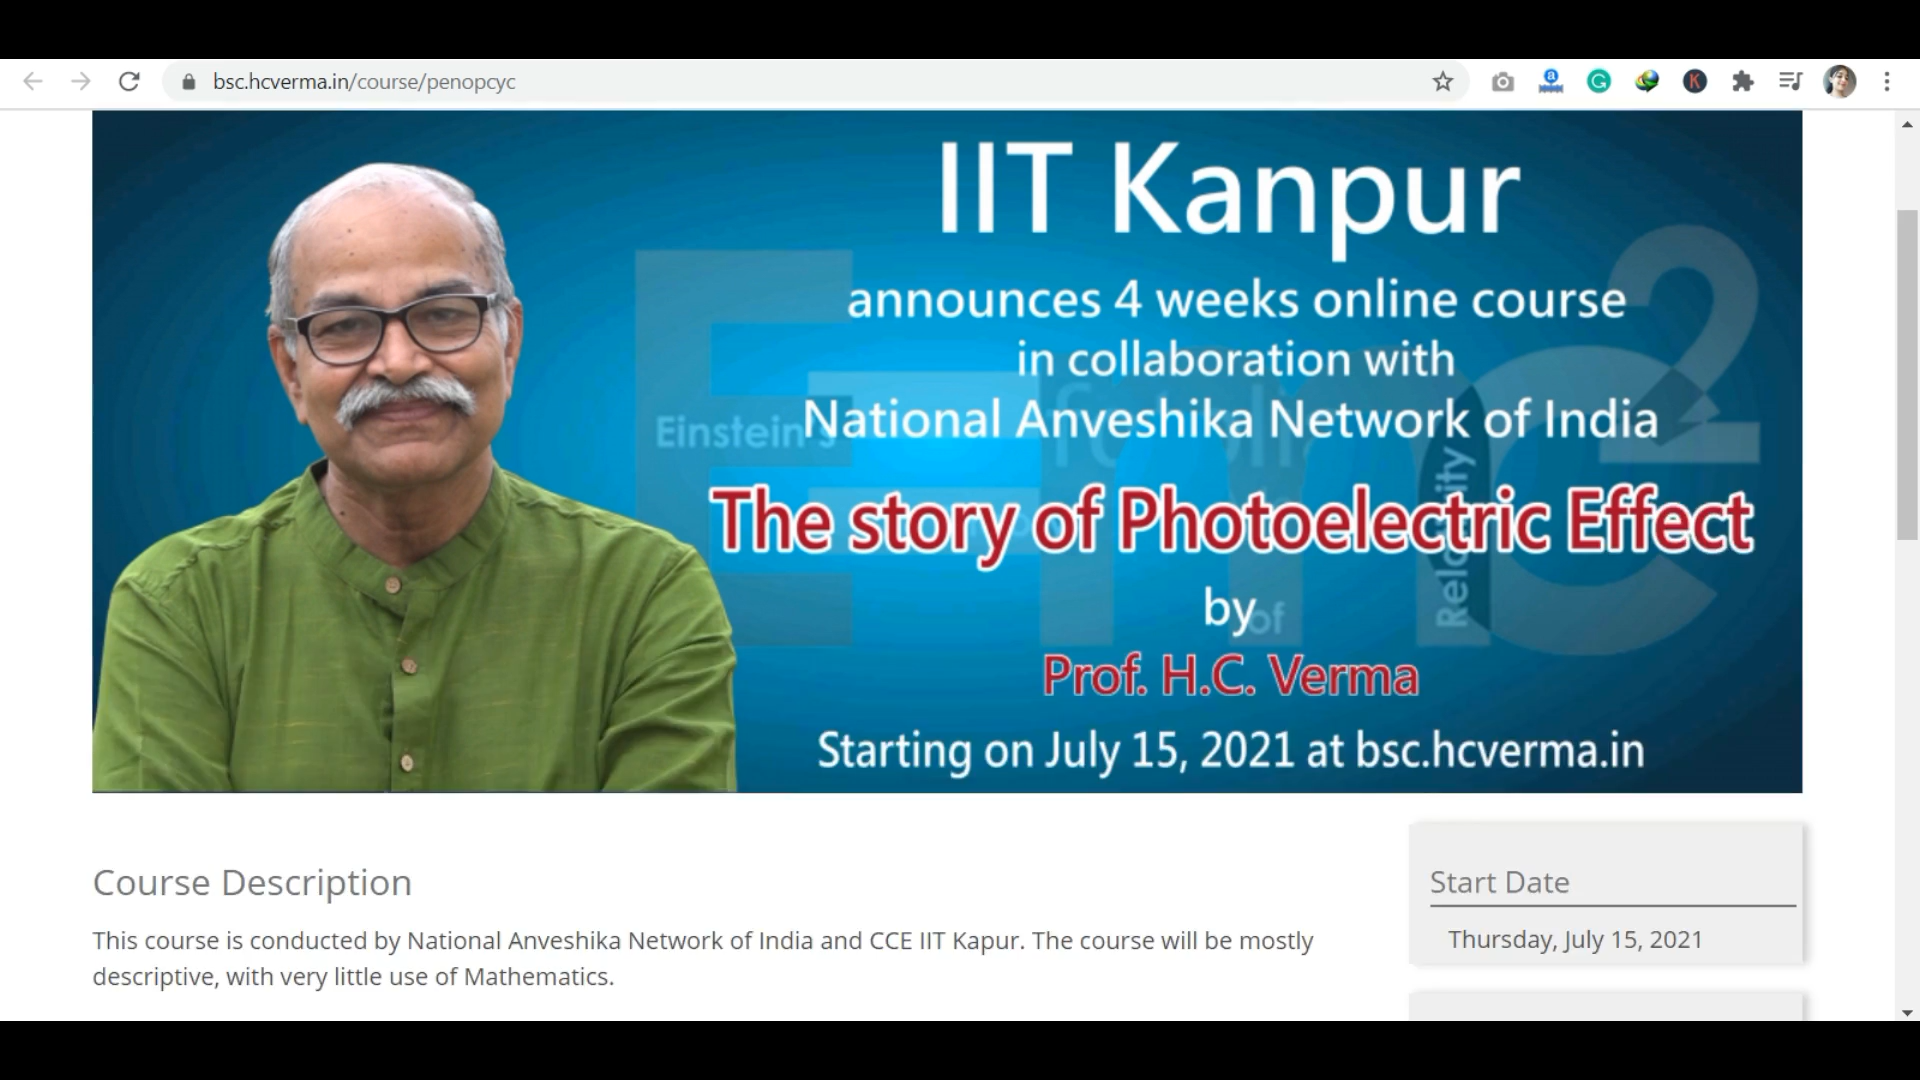 bsc.hcverma.in/course/penopcyc
IIT Kanpur
announces 4 weeks online course
in collaboration with
National Anveshika Network of India
Einstein's
The story of Photoelectric Effect
by
of
Prof. H.C. Verma
Starting on July 15, 2021 at bsc.hcverma.in
Course Description
This course is conducted by National Anveshika Network of India and CCE IIT Kapur. The course will be mostly
descriptive, with very little use of Mathematics.
Start Date
Thursday, July 15, 2021